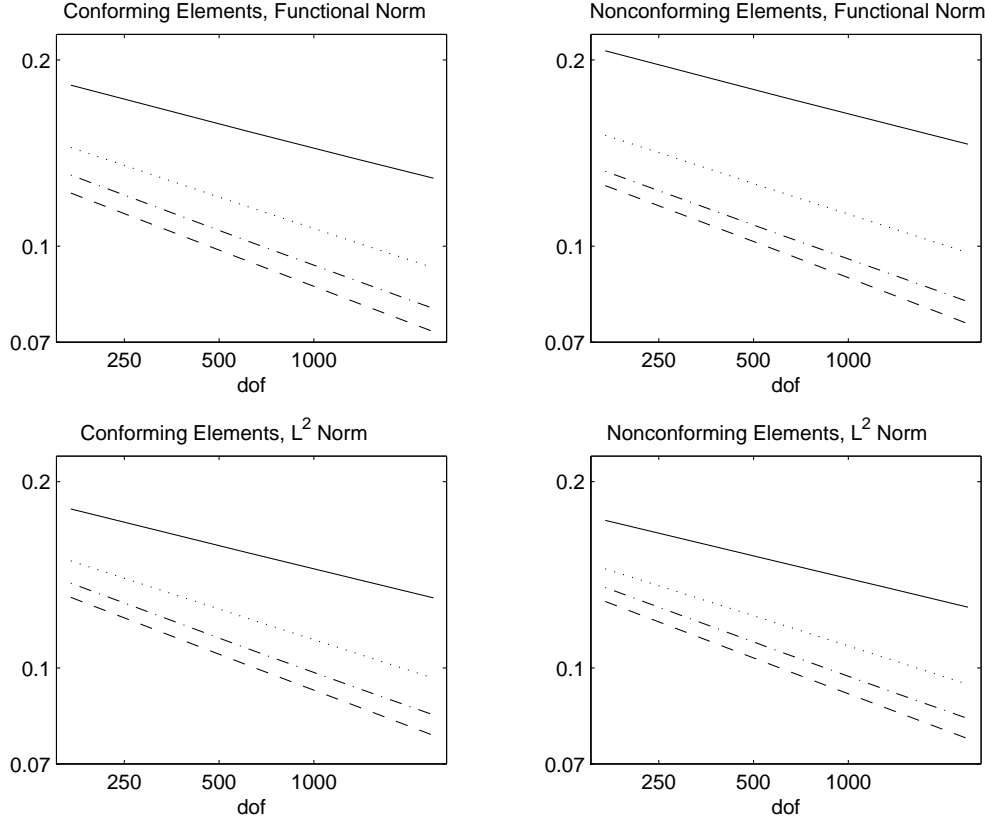 Conforming Elements, Functional Norm
0.2
0.1
0.07
250 500 1000
dof
Nonconforming Elements, Functional Norm
0.2
0.1
0.07
250 500 1000
dof
Conforming Elements, L² Norm
0.2
0.1
0.07
250 500 1000
dof
Nonconforming Elements, L² Norm
0.2
0.1
0.07
250 500 1000
dof